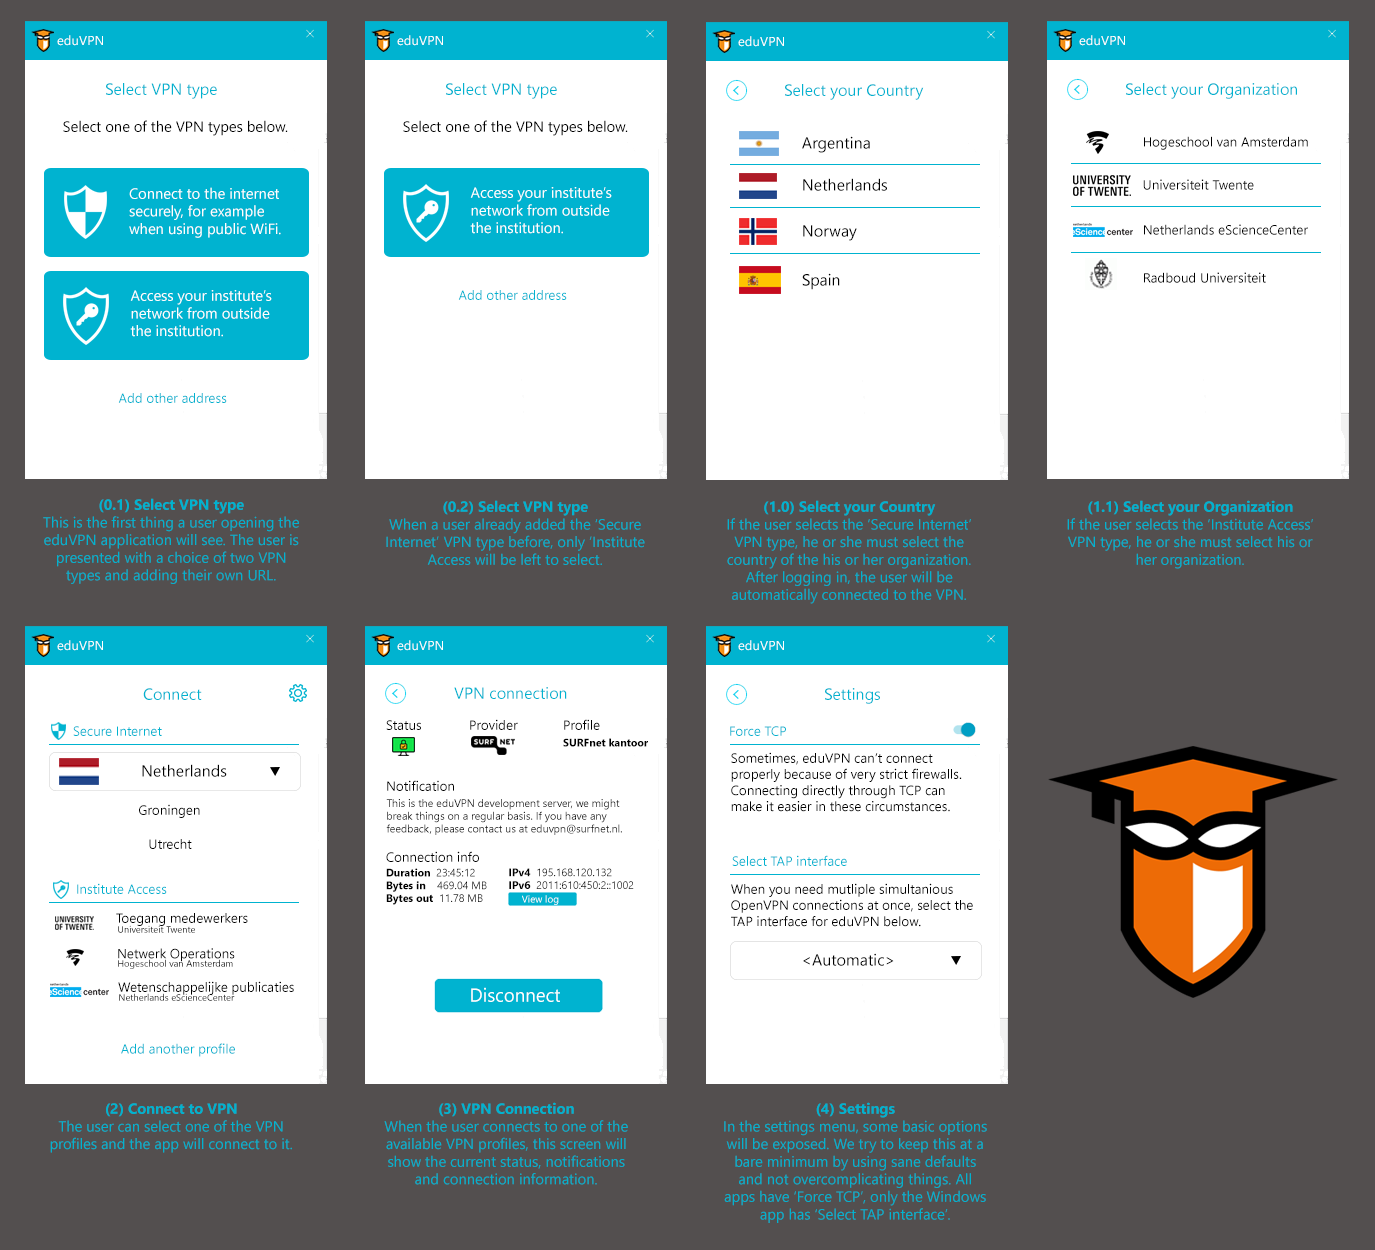 eduVPN
Select VPN type
Select one of the VPN types below.
Connect to the internet
securely, for example
when using public WiFi.
Access your institute's
network from outside
the institution.
Add other address
(0.1) Select VPN type
This is the first thing a user opening the
eduVPN application will see. The user is
presented with a choice of two VPN
types and adding their own URL.
eduVPN
Select VPN type
Select one of the VPN types below.
Access your institute's
network from outside
the institution.
Add other address
(0.2) Select VPN type
When a user already added the 'Secure
Internet' VPN type before, only 'Institute
Access will be left to select.
eduVPN
Select your Country
Argentina
Netherlands
Norway
Spain
(1.0) Select your Country
If the user selects the 'Secure Internet'
VPN type, he or she must select the
country of the his or her organization.
After logging in, the user will be
automatically connected to the VPN.
eduVPN
Select your Organization
Hogeschool van Amsterdam
UNIVERSITY
OF TWENTE.
Universiteit Twente
netherlands
eScience center
Netherlands eScienceCenter
Radboud Universiteit
(1.1) Select your Organization
If the user selects the 'Institute Access'
VPN type, he or she must select his or
her organization.
eduVPN
Connect
Secure Internet
Netherlands
Groningen
Utrecht
Institute Access
UNIVERSITY
OF TWENTE.
Toegang medewerkers
Universiteit Twente
Netwerk Operations
Hogeschool van Amsterdam
netherlands
eScience center
Wetenschappelijke publicaties
Netherlands eScienceCenter
Add another profile
(2) Connect to VPN
The user can select one of the VPN
profiles and the app will connect to it.
eduVPN
VPN connection
Status
Provider
Profile
SURF NET
SURFnet kantoor
Notification
This is the eduVPN development server, we might
break things on a regular basis. If you have any
feedback, please contact us at eduvpn@surfnet.nl.
Connection info
Duration 23:45:12
IPv4 195.168.120.132
Bytes in 469.04 MB
IPv6 2011:610:450:2::1002
Bytes out 11.78 MB
View log
Disconnect
(3) VPN Connection
When the user connects to one of the
available VPN profiles, this screen will
show the current status, notifications
and connection information.
eduVPN
Settings
Force TCP
Sometimes, eduVPN can't connect
properly because of very strict firewalls.
Connecting directly through TCP can
make it easier in these circumstances.
Select TAP interface
When you need mutliple simultanious
OpenVPN connections at once, select the
TAP interface for eduVPN below.
<Automatic>
(4) Settings
In the settings menu, some basic options
will be exposed. We try to keep this at a
bare minimum by using sane defaults
and not overcomplicating things. All
apps have 'Force TCP', only the Windows
app has 'Select TAP interface'.